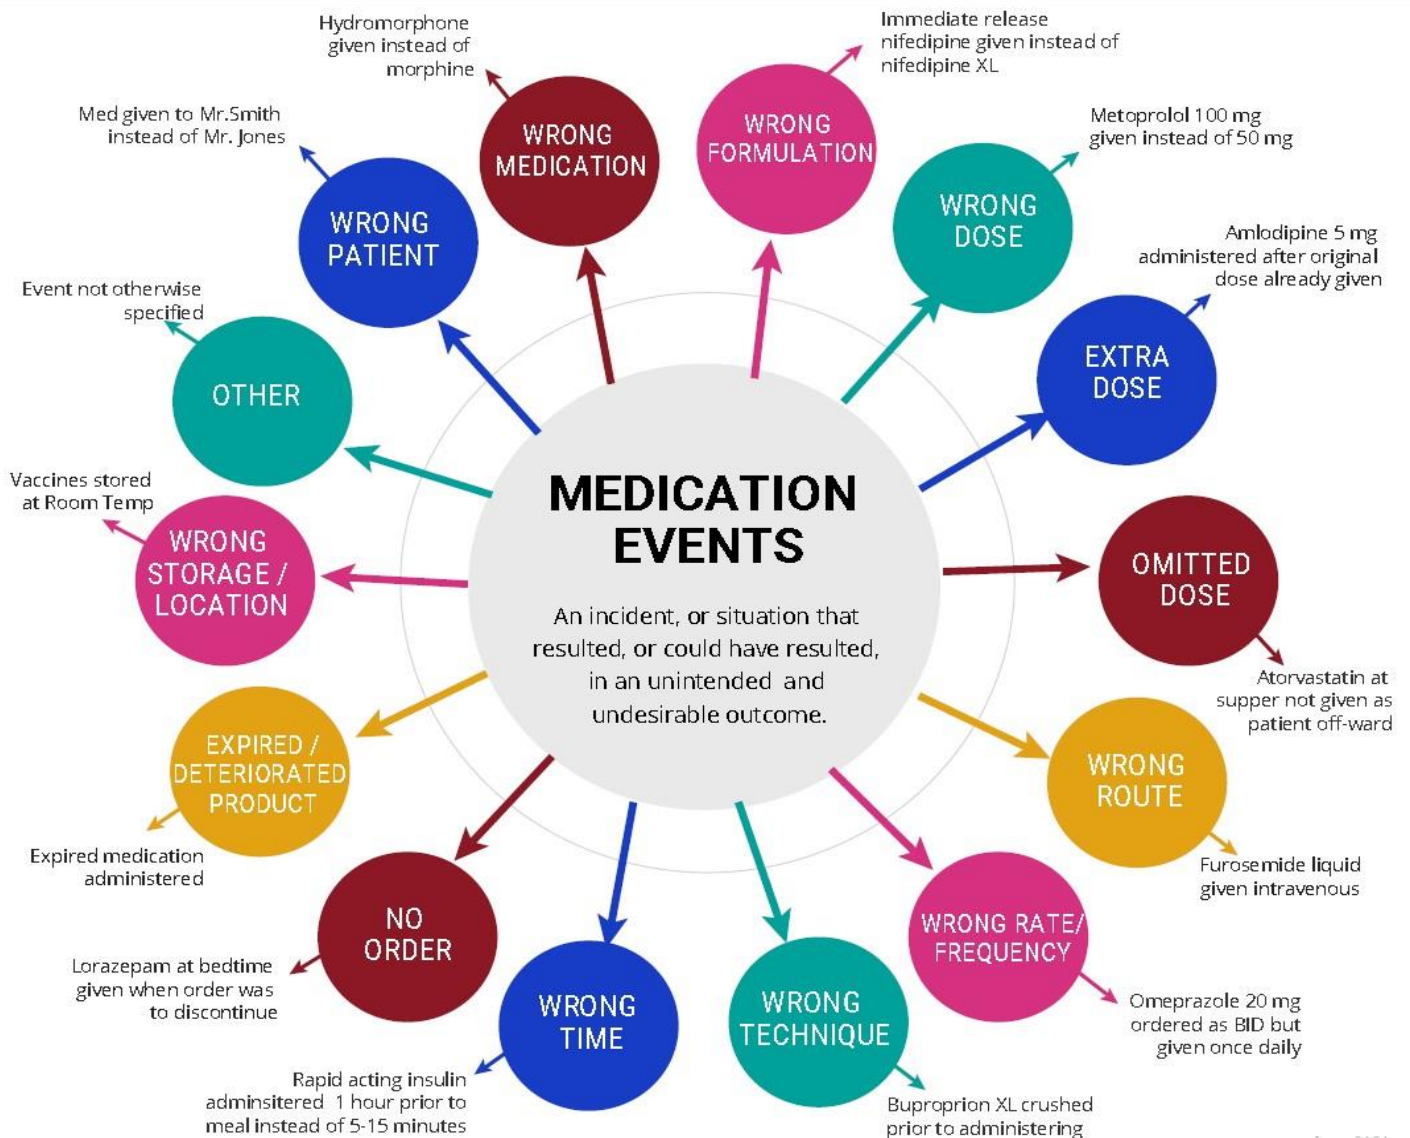 MEDICATION
EVENTS
An incident, or situation that
resulted, or could have resulted,
in an unintended and
undesirable outcome.
WRONG
MEDICATION
Hydromorphone
given instead of
morphine
WRONG
FORMULATION
Immediate release
nifedipine given instead of
nifedipine XL
WRONG
DOSE
Metoprolol 100 mg
given instead of 50 mg
EXTRA
DOSE
Amlodipine 5 mg
administered after original
dose already given
OMITTED
DOSE
Atorvastatin at
supper not given as
patient off-ward
WRONG
ROUTE
Furosemide liquid
given intravenous
WRONG RATE/
FREQUENCY
Omeprazole 20 mg
ordered as BID but
given once daily
WRONG
TECHNIQUE
Buproprion XL crushed
prior to administering
WRONG
TIME
Rapid acting insulin
adminsitered 1 hour prior to
meal instead of 5-15 minutes
NO
ORDER
Lorazepam at bedtime
given when order was
to discontinue
EXPIRED /
DETERIORATED
PRODUCT
Expired medication
administered
WRONG
STORAGE /
LOCATION
Vaccines stored
at Room Temp
OTHER
Event not otherwise
specified
WRONG
PATIENT
Med given to Mr.Smith
instead of Mr. Jones